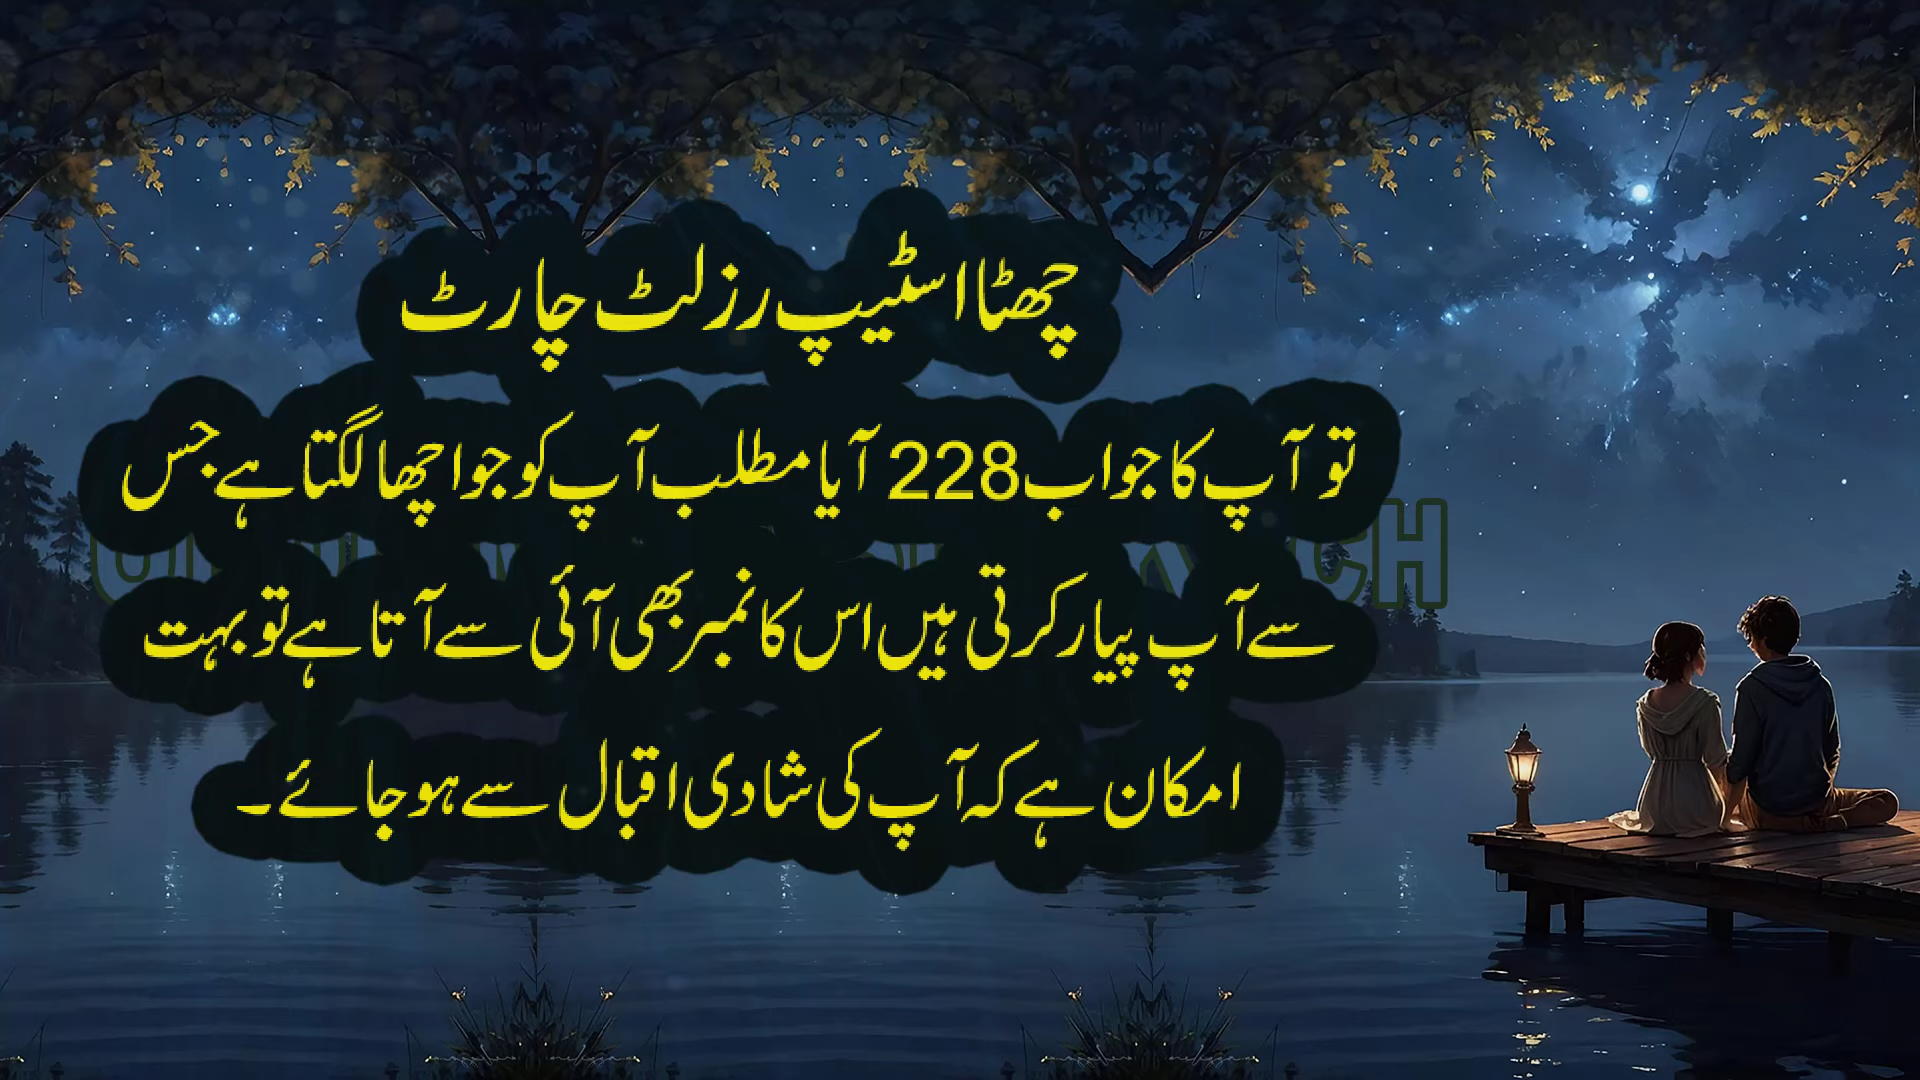 چھٹا اسٹیپ رزلٹ چارٹ
تو آپ کا جواب 228 آیا مطلب آپ کو جو اچھا لگتا ہے جس
سے آپ پیار کرتی ہیں اس کا نمبر بھی آئی سے آتا ہے تو بہت
امکان ہے کہ آپ کی شادی اقبال سے ہو جائے ۔